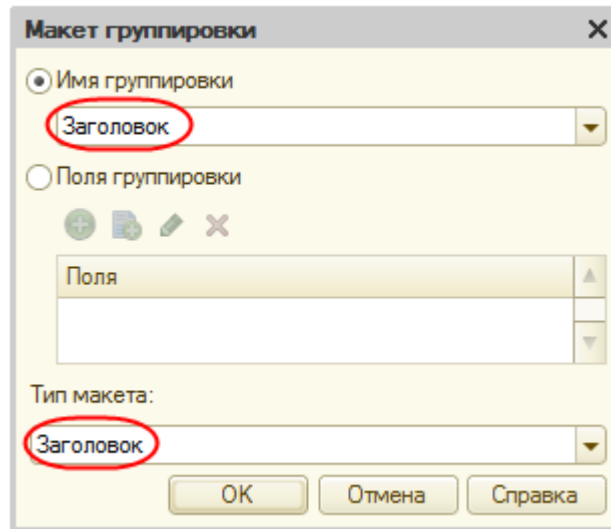 Макет группировки
Имя группировки
Заголовок
Поля группировки
Поля
Тип макета:
Заголовок
ОК Отмена Справка